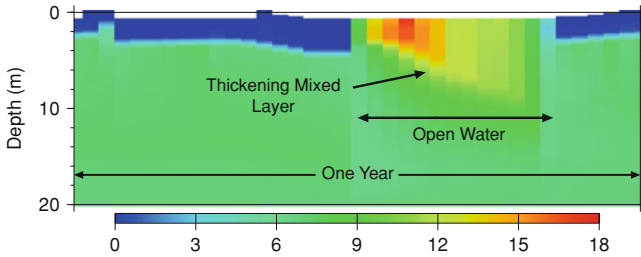 0
10
20
Depth (m)
Thickening Mixed
Layer
Open Water
One Year
0 3 6 9 12 15 18